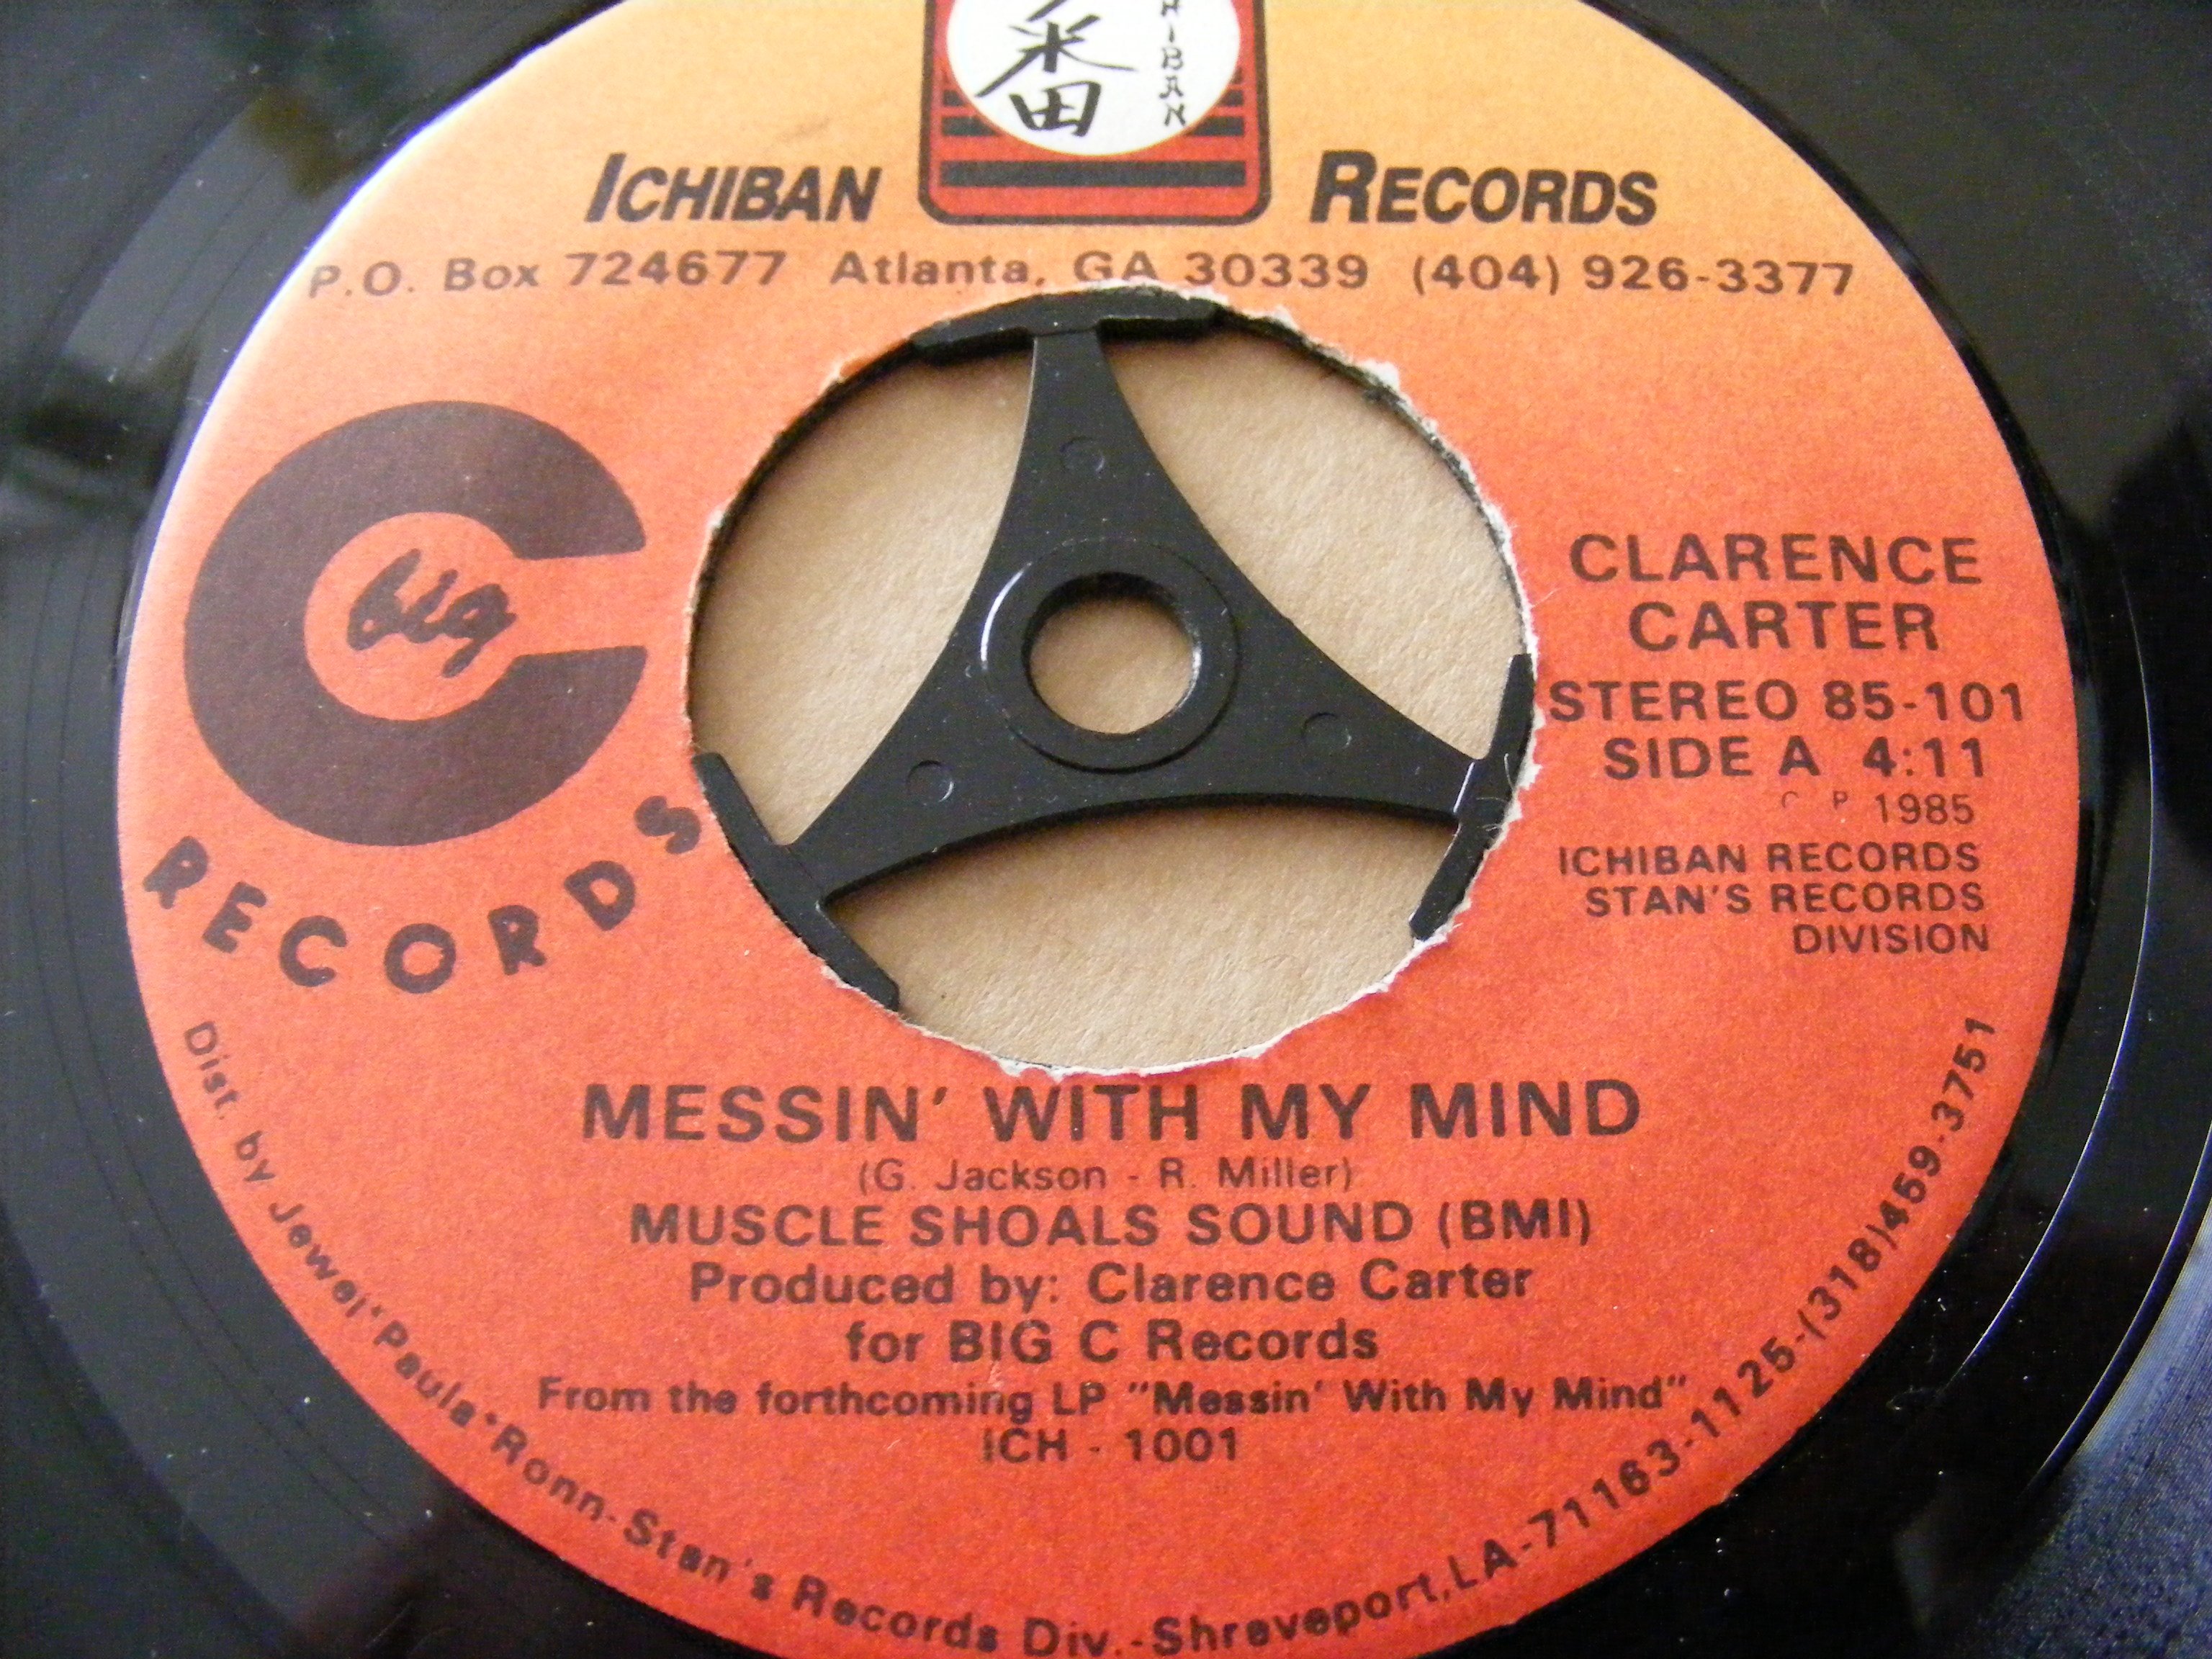 番
HIBAN
ICHIBAN RECORDS
P.O. Box 724677 Atlanta, GA 30339 (404) 926-3377
big
RECORDS
CLARENCE
CARTER
STEREO 85-101
SIDE A 4:11
C P 1985
ICHIBAN RECORDS
STAN'S RECORDS
DIVISION
MESSIN' WITH MY MIND
(G. Jackson - R. Miller)
MUSCLE SHOALS SOUND (BMI)
Produced by: Clarence Carter
for BIG C Records
From the forthcoming LP "Messin' With My Mind"
ICH - 1001
Dist. by Jewel*Paula*Ronn-Stan's Records Div.-Shreveport,LA-71163-1125-(318)459-3751